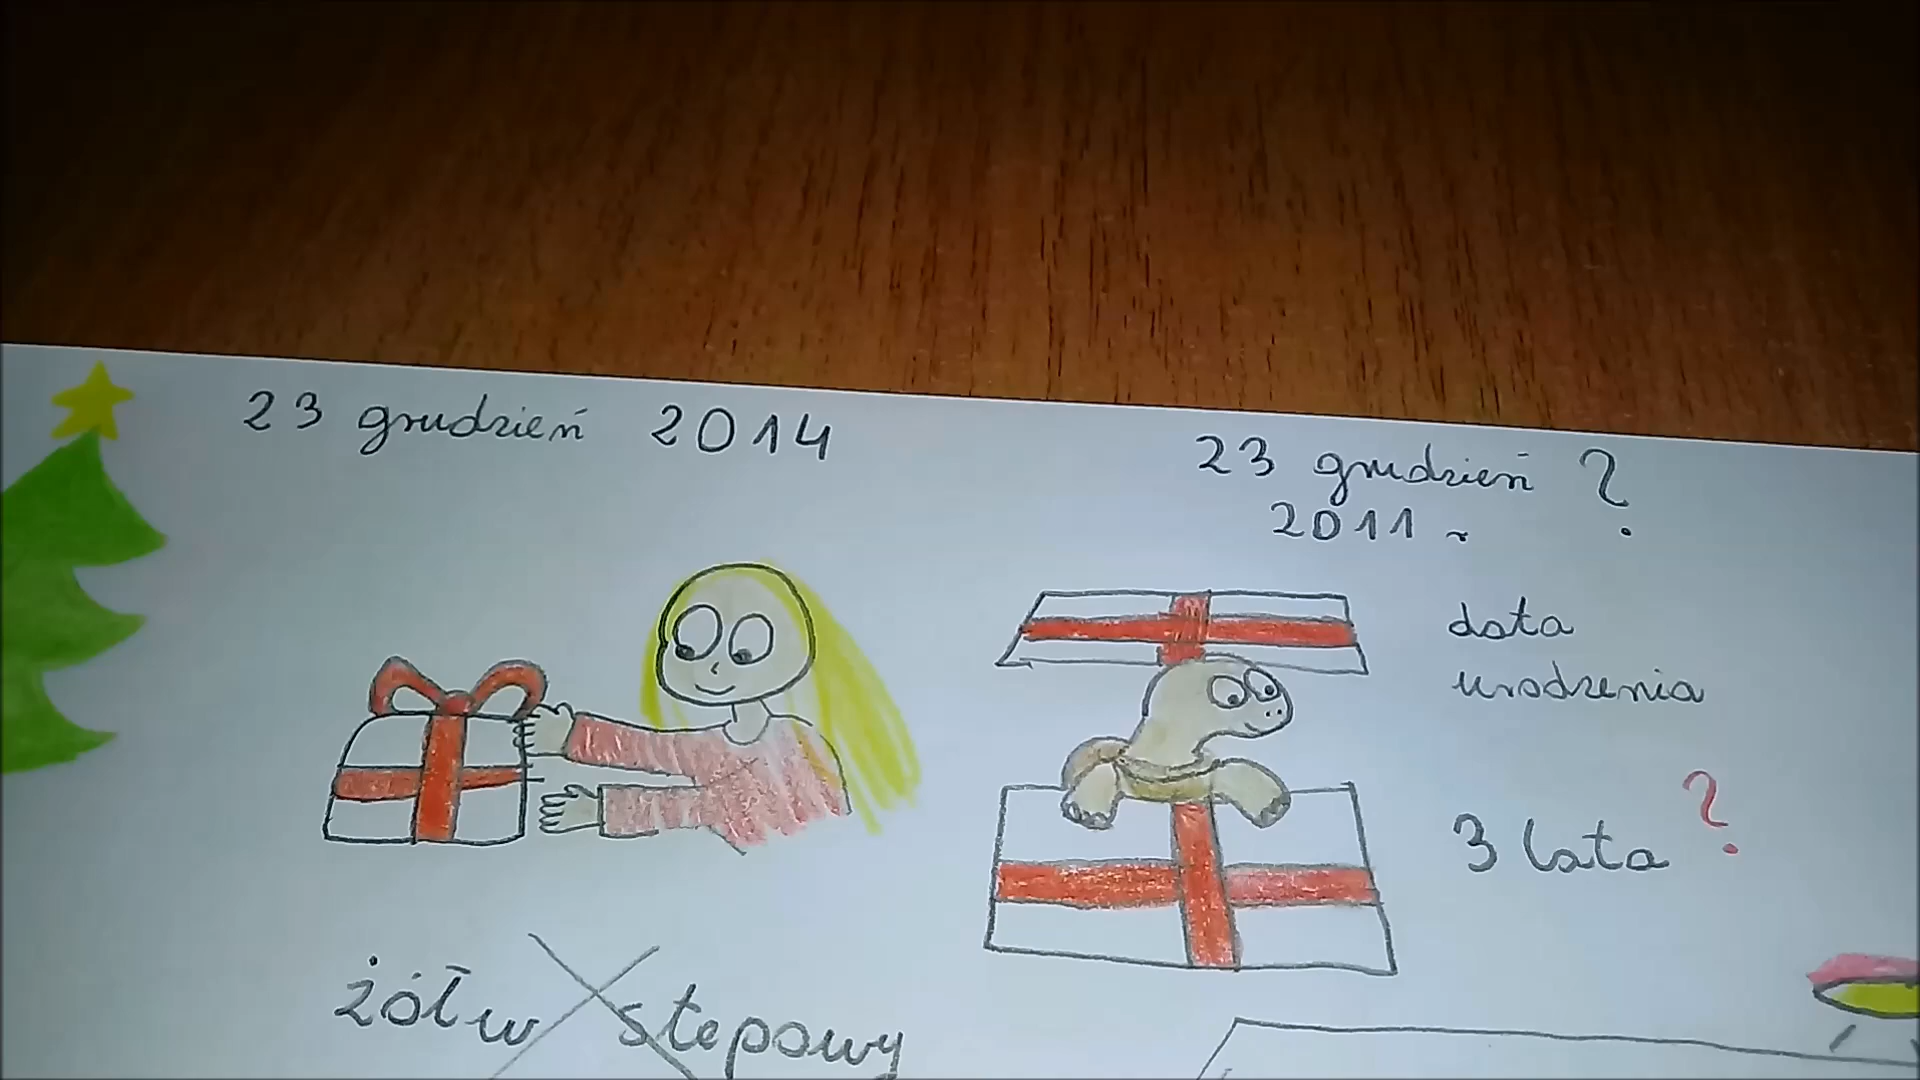 23 grudzień 2014
23 grudzień ?
2011 r
data
urodzenia
3 lata ?
żółw stepowy